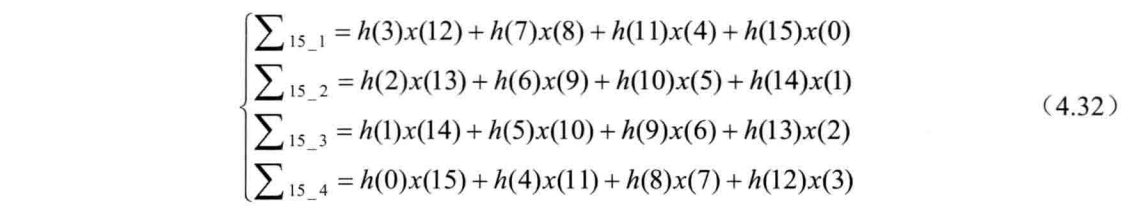 ∑15_1 = h(3)x(12) + h(7)x(8) + h(11)x(4) + h(15)x(0)
∑15_2 = h(2)x(13) + h(6)x(9) + h(10)x(5) + h(14)x(1)
（4.32）
∑15_3 = h(1)x(14) + h(5)x(10) + h(9)x(6) + h(13)x(2)
∑15_4 = h(0)x(15) + h(4)x(11) + h(8)x(7) + h(12)x(3)